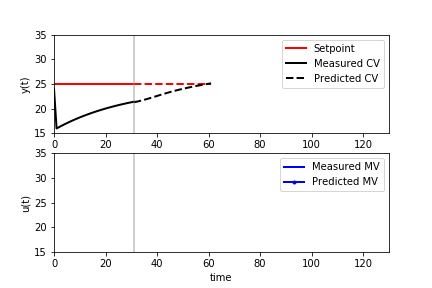 35
30
25
20
15
y(t)
Setpoint
Measured CV
Predicted CV
0 20 40 60 80 100 120
35
30
25
20
15
u(t)
Measured MV
Predicted MV
0 20 40 60 80 100 120
time